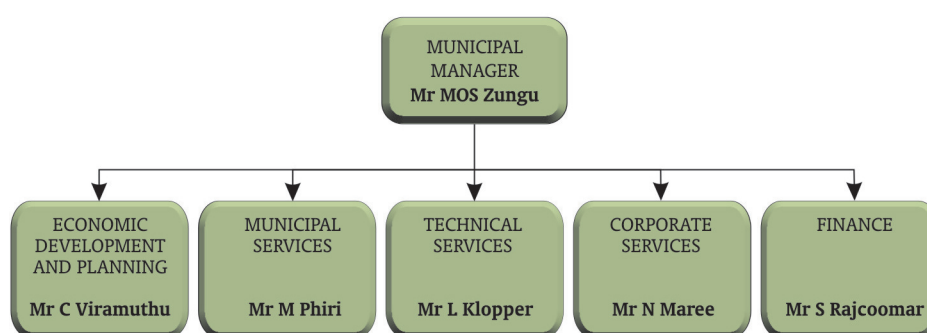 MUNICIPAL
MANAGER
Mr MOS Zungu
ECONOMIC
DEVELOPMENT
AND PLANNING
Mr C Viramuthu
MUNICIPAL
SERVICES
Mr M Phiri
TECHNICAL
SERVICES
Mr L Klopper
CORPORATE
SERVICES
Mr N Maree
FINANCE
Mr S Rajcoomar